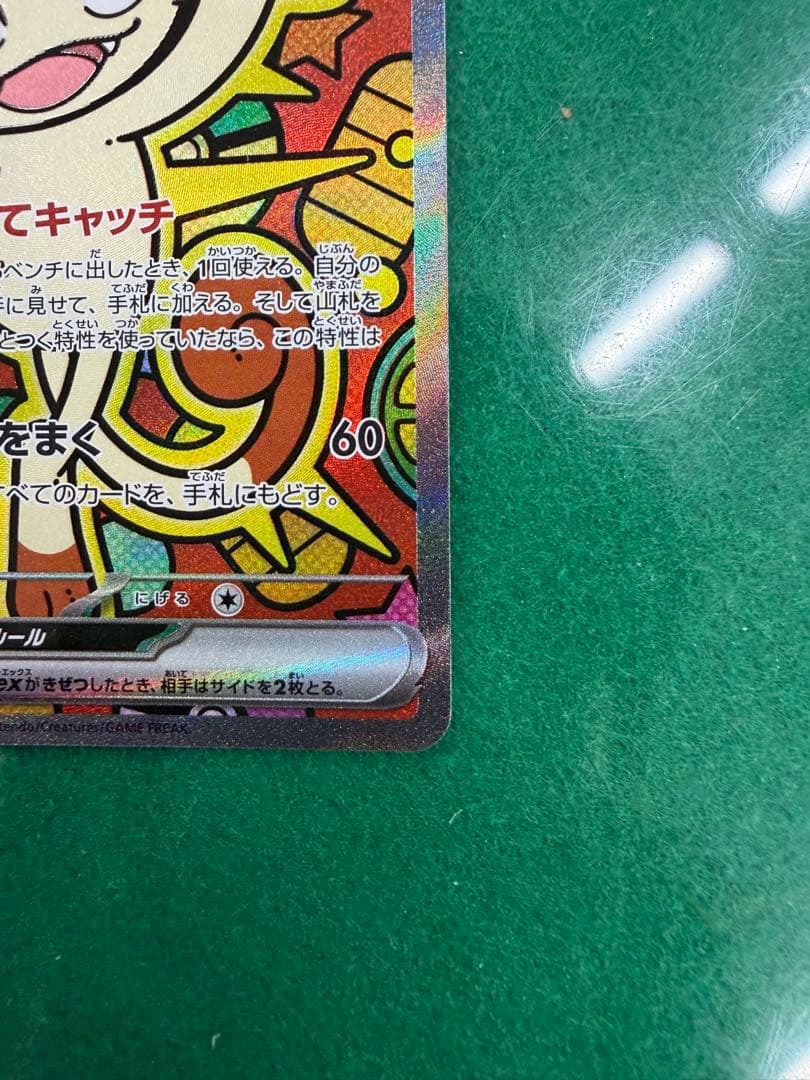 てキャッチ
ベンチに出したとき、1回使える。自分の
手に見せて、手札に加える。そして山札を
とつく特性を使っていたなら、この特性は
をまく 60
べてのカードを、手札にもどす。
にげる
ルール
exがきぜつしたとき、相手はサイドを2枚とる。
ntendo/Creatures/GAME FREAK.